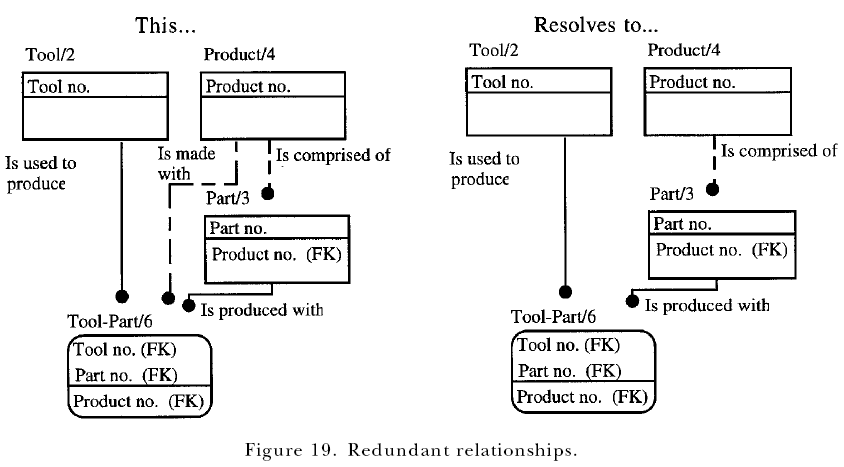 This...
Tool/2
Product/4
Tool no.
Product no.
Is used to
produce
Is made
with
Is comprised of
Part/3
Part no.
Product no. (FK)
Is produced with
Tool-Part/6
Tool no. (FK)
Part no. (FK)
Product no. (FK)
Resolves to...
Tool/2
Product/4
Tool no.
Product no.
Is used to
produce
Is comprised of
Part/3
Part no.
Product no. (FK)
Is produced with
Tool-Part/6
Tool no. (FK)
Part no. (FK)
Product no. (FK)
Figure 19. Redundant relationships.